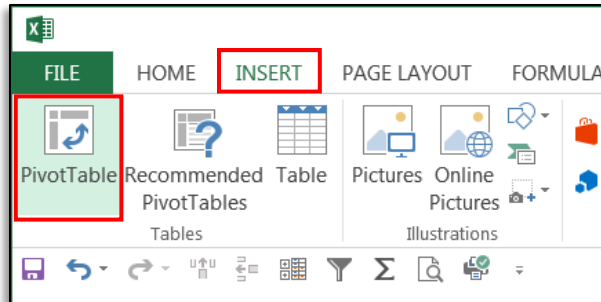 FILE HOME INSERT PAGE LAYOUT FORMULA
PivotTable Recommended PivotTables Table Pictures Online Pictures
Tables Illustrations